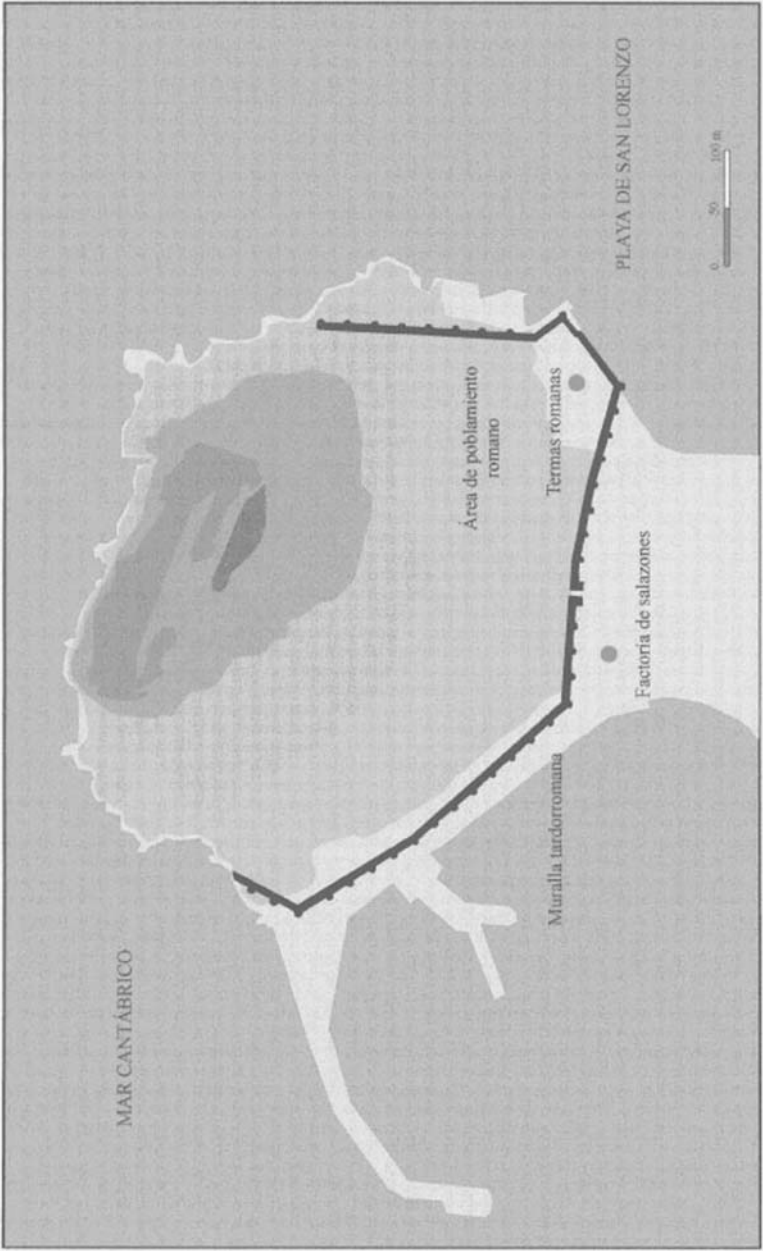 MAR CANTÁBRICO
Área de poblamiento
romano
Termas romanas
Muralla tardorromana
Factoría de salazones
PLAYA DE SAN LORENZO
0 50 100 m